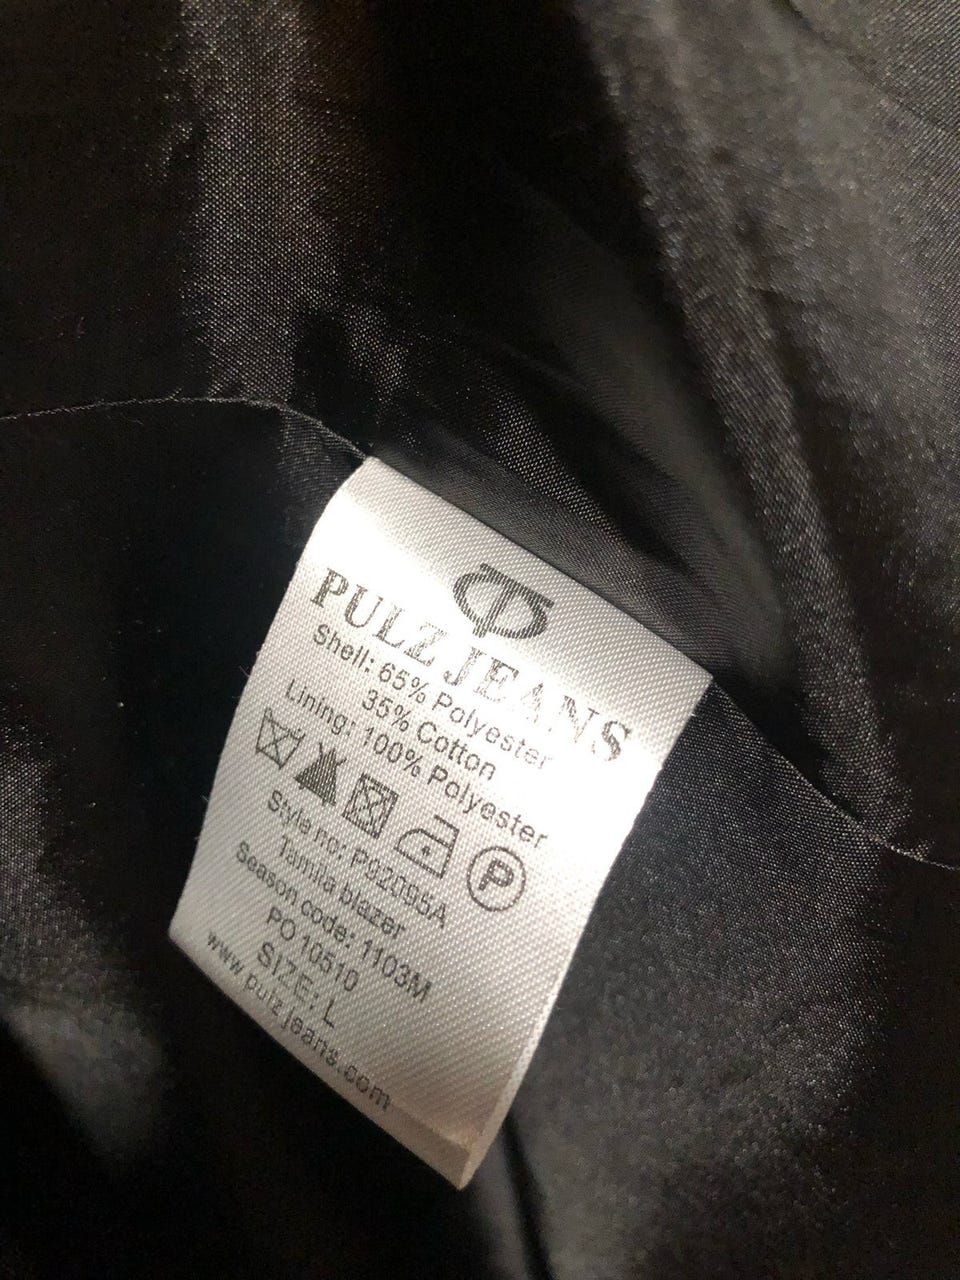 PULZ JEANS
Shell: 65% Polyester
35% Cotton
Lining: 100% Polyester
P
Style no: P92095A
Tamila blazer
Season code: 1103M
PO 10510
SIZE: L
www.pulzjeans.com